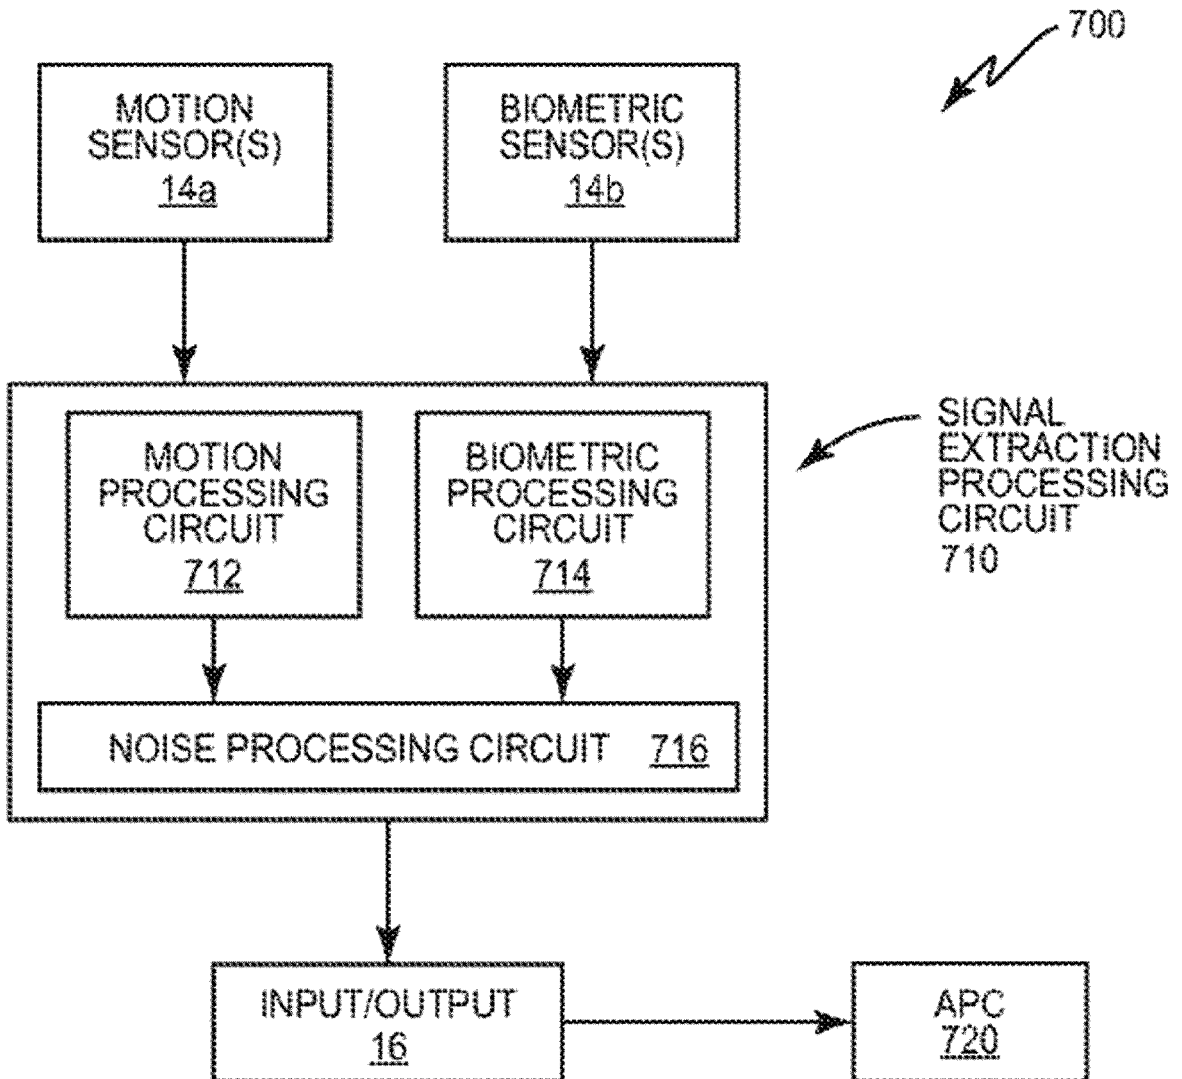 700
MOTION
SENSOR(S)
14a
BIOMETRIC
SENSOR(S)
14b
MOTION
PROCESSING
CIRCUIT
712
BIOMETRIC
PROCESSING
CIRCUIT
714
SIGNAL
EXTRACTION
PROCESSING
CIRCUIT
710
NOISE PROCESSING CIRCUIT 716
INPUT/OUTPUT
16
APC
720